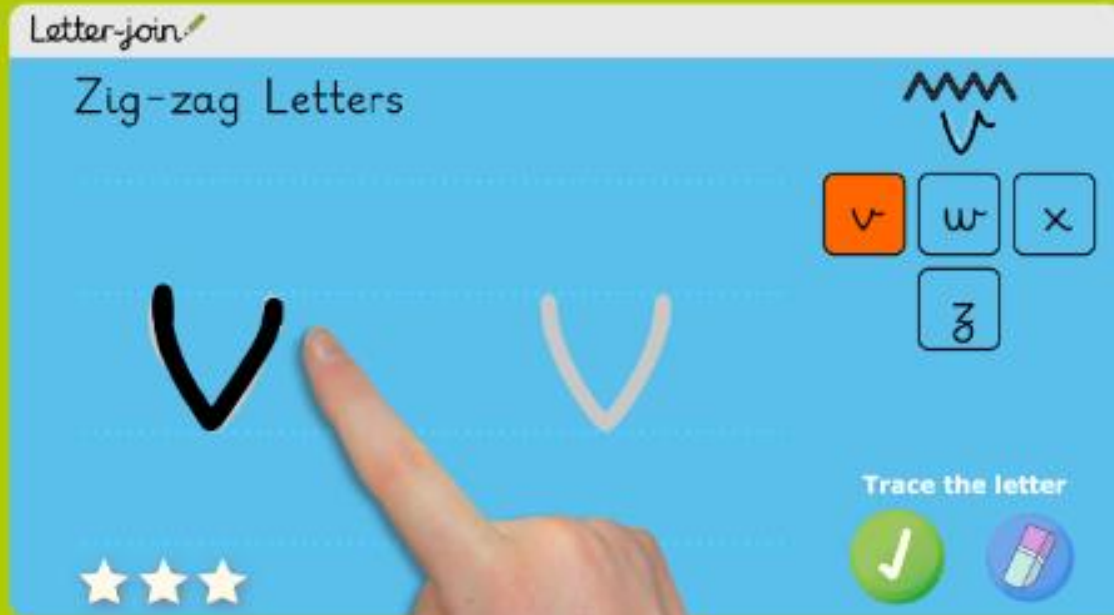 Letter-join
Zig-zag Letters
v
v w x
z
v v
Trace the letter